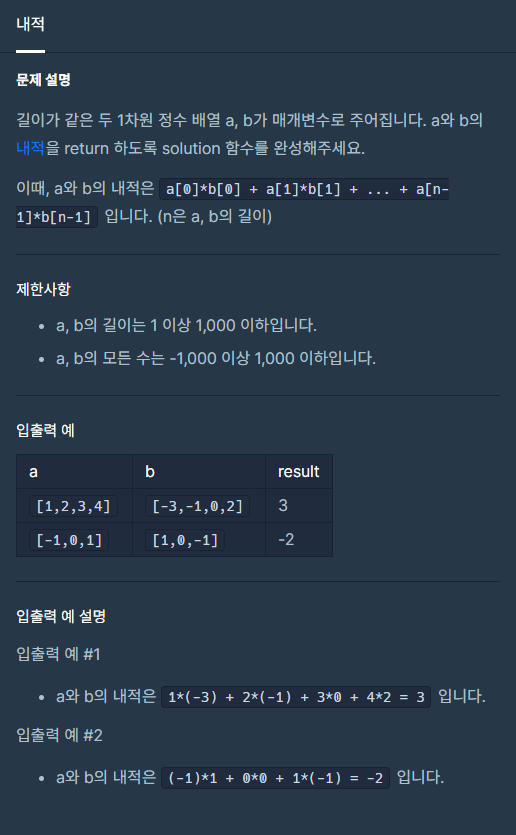 내적
문제 설명
길이가 같은 두 1차원 정수 배열 a, b가 매개변수로 주어집니다. a와 b의
내적을 return 하도록 solution 함수를 완성해주세요.
이때, a와 b의 내적은 a[0]*b[0] + a[1]*b[1] + ... + a[n-
1]*b[n-1] 입니다. (n은 a, b의 길이)
제한사항
• a, b의 길이는 1 이상 1,000 이하입니다.
• a, b의 모든 수는 -1,000 이상 1,000 이하입니다.
입출력 예
a b result
[1,2,3,4] [-3,-1,0,2] 3
[-1,0,1] [1,0,-1] -2
입출력 예 설명
입출력 예 #1
• a와 b의 내적은 1*(-3) + 2*(-1) + 3*0 + 4*2 = 3 입니다.
입출력 예 #2
• a와 b의 내적은 (-1)*1 + 0*0 + 1*(-1) = -2 입니다.